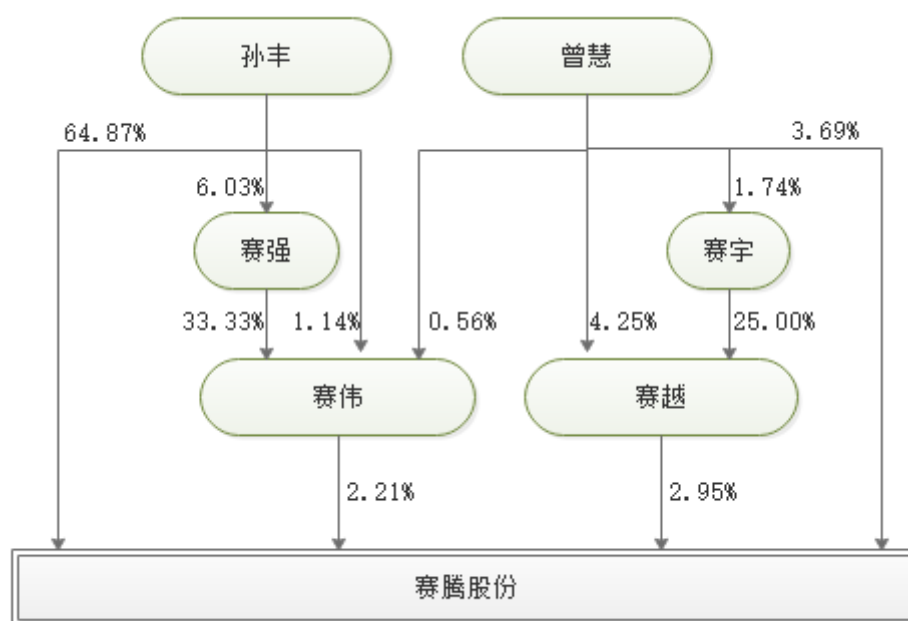 孙丰
曾慧
64.87%
3.69%
6.03%
1.74%
赛强
赛宇
33.33%
1.14%
0.56%
4.25%
25.00%
赛伟
赛越
2.21%
2.95%
赛腾股份